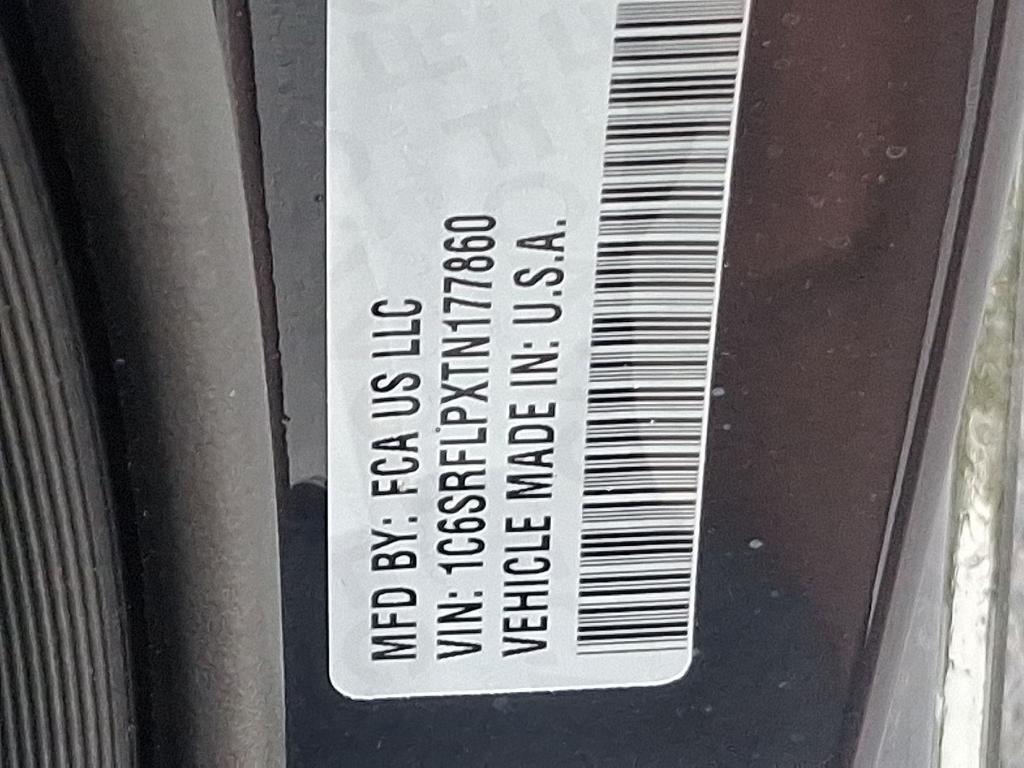 MFD BY: FCA US LLC
VIN: 1C6SRFLPXTN177860
VEHICLE MADE IN: U.S.A.